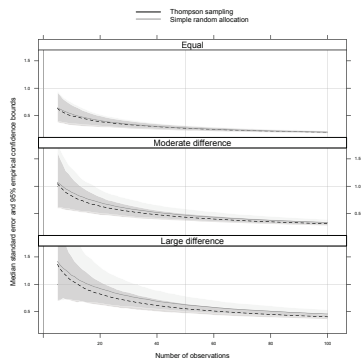 Thompson sampling
Simple random allocation
Equal
1.5
1.0
0.5
Moderate difference
1.5
1.0
0.5
Large difference
1.5
1.0
0.5
20
40
60
80
100
Number of observations
Median standard error and 95% empirical confidence bounds